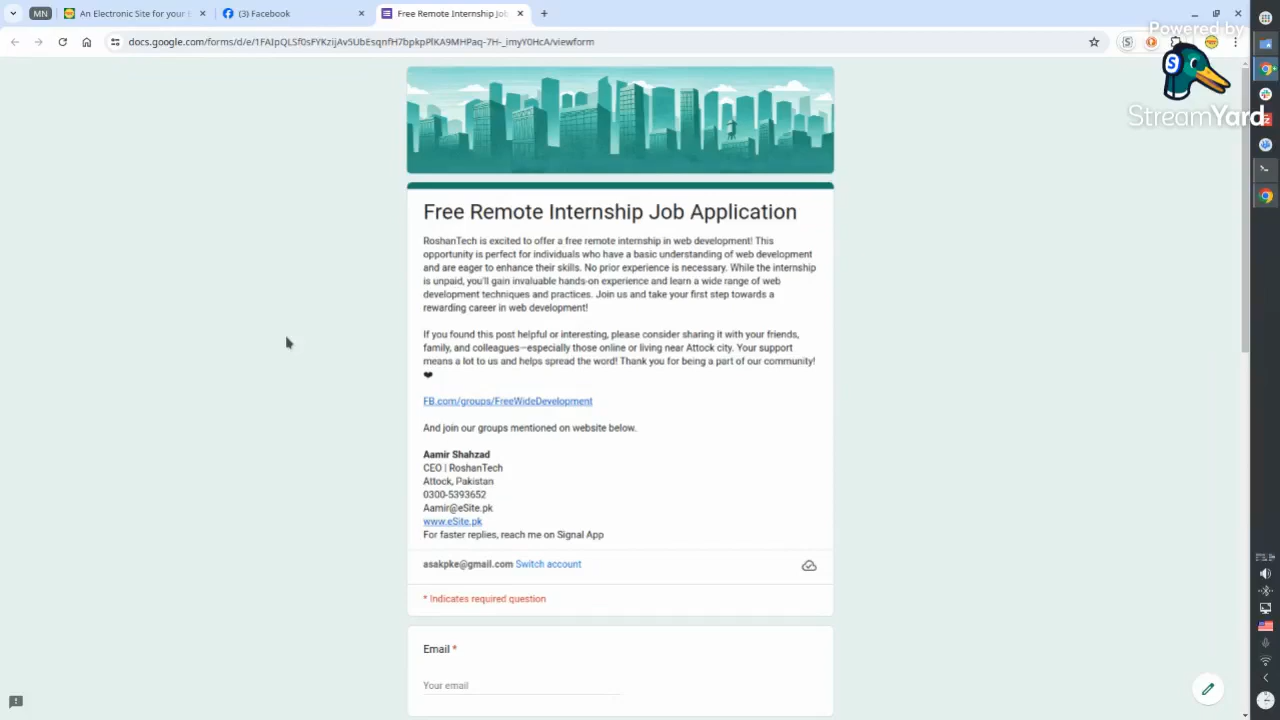 MN
An Electronic Site for your E
(3) Facebook
Free Remote Internship Job
Powered by
StreamYard
Free Remote Internship Job Application
RoshanTech is excited to offer a free remote internship in web development! This
opportunity is perfect for individuals who have a basic understanding of web development
and are eager to enhance their skills. No prior experience is necessary. While the internship
is unpaid, you'll gain invaluable hands-on experience and learn a wide range of web
development techniques and practices. Join us and take your first step towards a
rewarding career in web development!
If you found this post helpful or interesting, please consider sharing it with your friends,
family, and colleagues—especially those online or living near Attock city. Your support
means a lot to us and helps spread the word! Thank you for being a part of our community!
❤
FB.com/groups/FreeWideDevelopment
And join our groups mentioned on website below.
Aamir Shahzad
CEO | RoshanTech
Attock, Pakistan
0300-5393652
Aamir@eSite.pk
www.eSite.pk
For faster replies, reach me on Signal App
asakpke@gmail.com Switch account
* Indicates required question
Email *
Your email